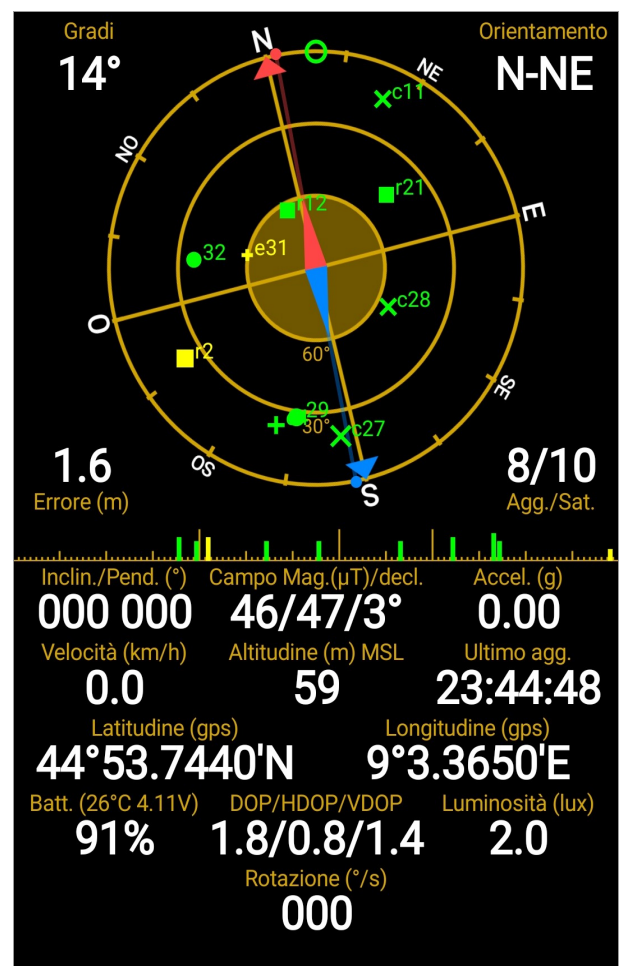 Gradi
Orientamento
14°
N
N-NE
NE
c11
NO
r21
r12
E
32
e31
c28
O
r2
60°
SE
29
30°
c27
1.6
SO
8/10
Errore (m)
S
Agg./Sat.
Inclin./Pend. (°) Campo Mag.(µT)/decl. Accel. (g)
000 000 46/47/3° 0.00
Velocità (km/h) Altitudine (m) MSL Ultimo agg.
0.0 59 23:44:48
Latitudine (gps) Longitudine (gps)
44°53.7440'N 9°3.3650'E
Batt. (26°C 4.11V) DOP/HDOP/VDOP Luminosità (lux)
91% 1.8/0.8/1.4 2.0
Rotazione (°/s)
000